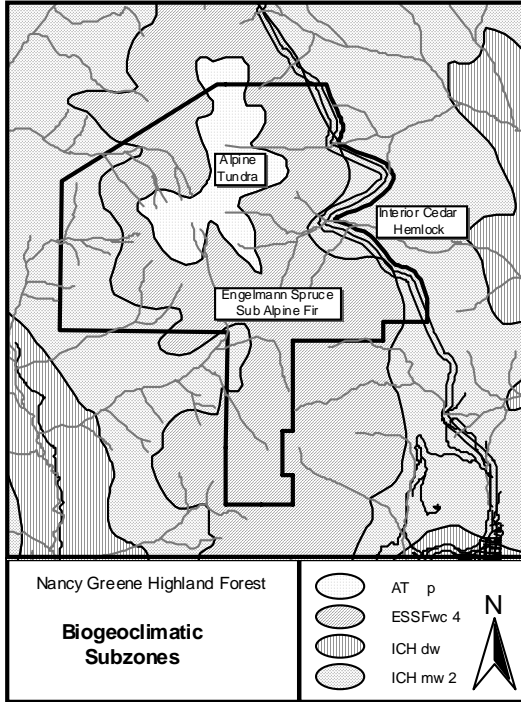 Alpine
Tundra
Interior Cedar
Hemlock
Engelmann Spruce
Sub Alpine Fir
Nancy Greene Highland Forest
Biogeoclimatic
Subzones
AT p
ESSFwc 4
ICH dw
ICH mw 2
N